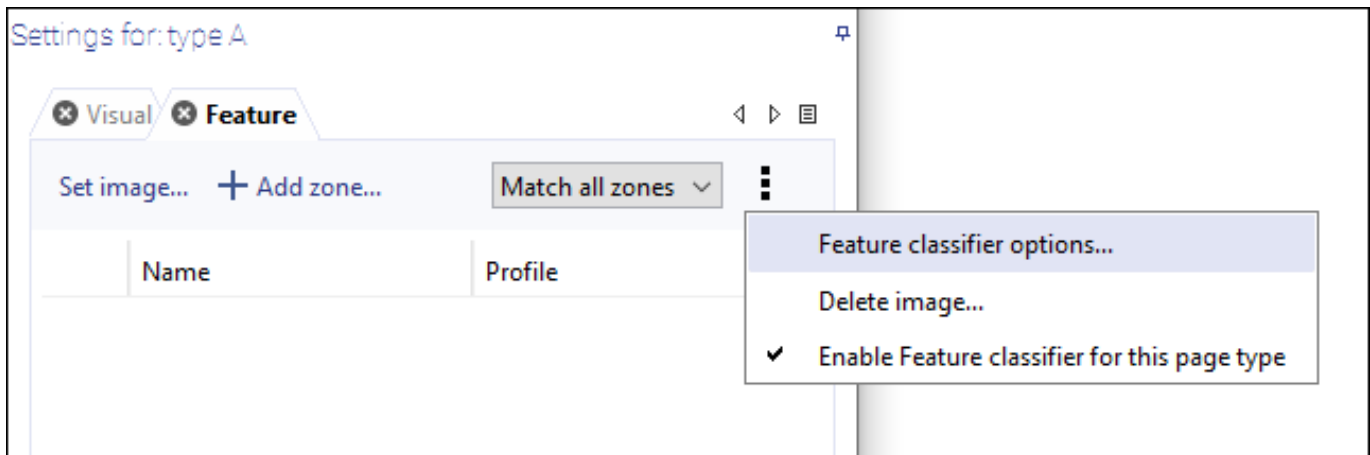 Settings for: type A
Visual Feature
Set image... Add zone... Match all zones
Name Profile
Feature classifier options...
Delete image...
Enable Feature classifier for this page type